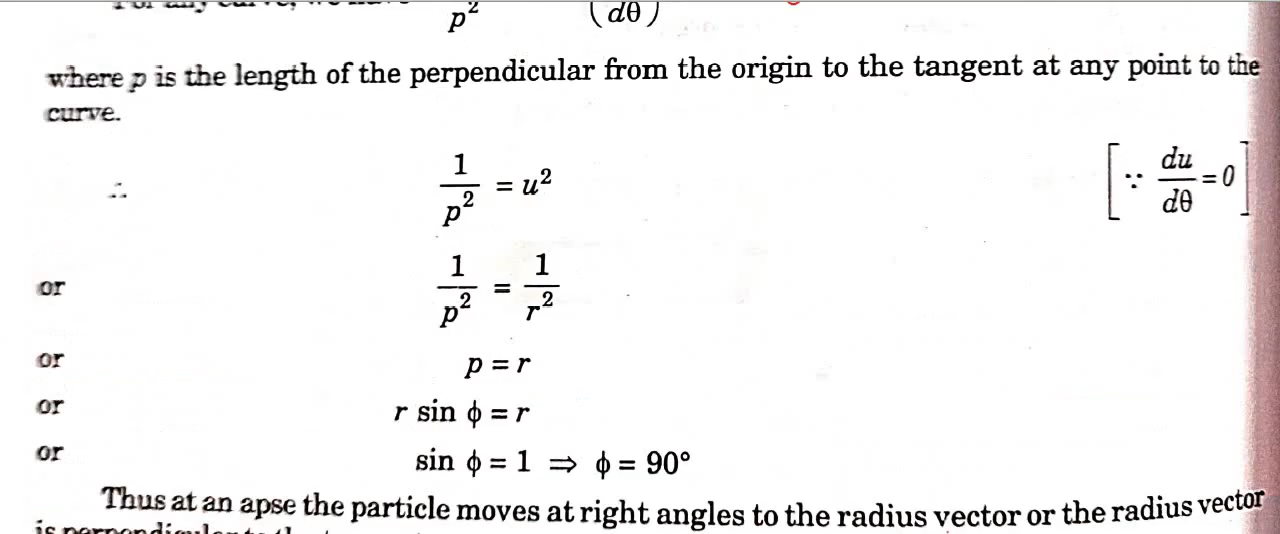 p² (dθ)
where p is the length of the perpendicular from the origin to the tangent at any point to the
curve.
∴ 1/p² = u² [∵ du/dθ = 0]
or 1/p² = 1/r²
or p = r
or r sin ϕ = r
or sin ϕ = 1 ⇒ ϕ = 90°
Thus at an apse the particle moves at right angles to the radius vector or the radius vector
is